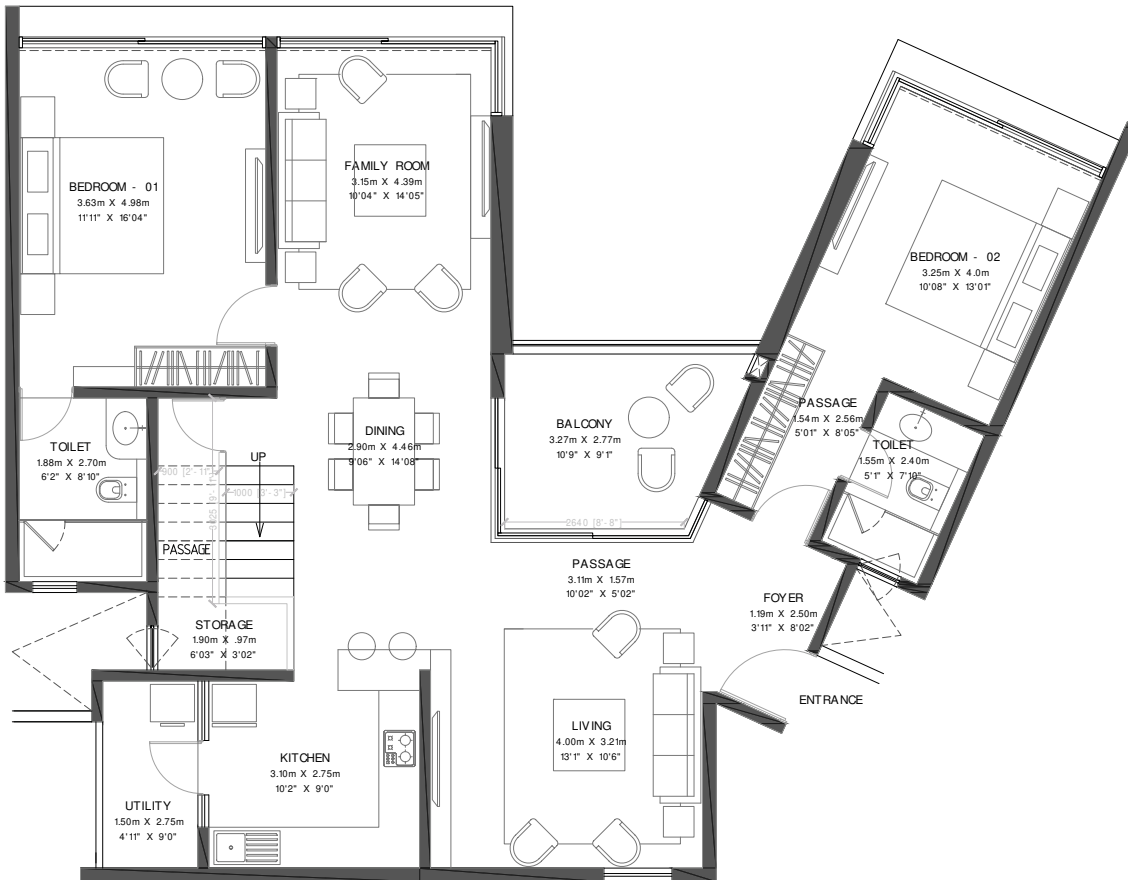 BEDROOM - 01
3.63m X 4.98m
11'11" X 16'04"
FAMILY ROOM
3.15m X 4.39m
10'04" X 14'05"
BEDROOM - 02
3.25m X 4.0m
10'08" X 13'01"
DINING
2.90m X 4.46m
9'06" X 14'08"
BALCONY
3.27m X 2.77m
10'9" X 9'1"
2640 [8'-8"]
PASSAGE
1.54m X 2.56m
5'01" X 8'05"
TOILET
1.55m X 2.40m
5'1" X 7'10"
TOILET
1.88m X 2.70m
6'2" X 8'10"
UP
900 [2'-11"]
1000 [3'-3"]
PASSAGE
STORAGE
1.90m X .97m
6'03" X 3'02"
PASSAGE
3.11m X 1.57m
10'02" X 5'02"
FOYER
1.19m X 2.50m
3'11" X 8'02"
ENTRANCE
LIVING
4.00m X 3.21m
13'1" X 10'6"
KITCHEN
3.10m X 2.75m
10'2" X 9'0"
UTILITY
1.50m X 2.75m
4'11" X 9'0"